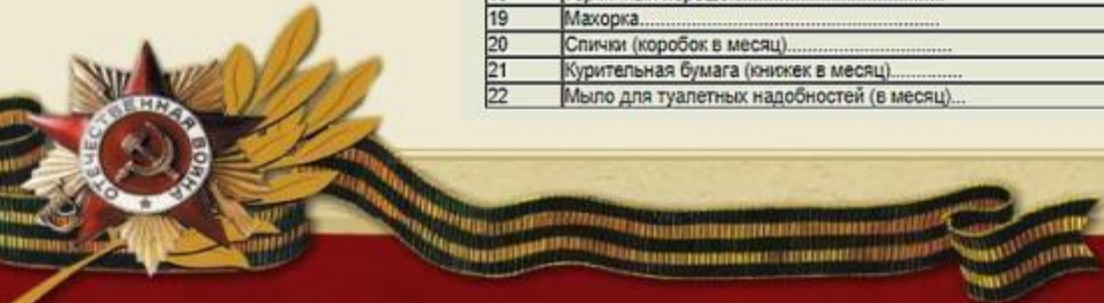 19 Махорка............................................
20 Спички (коробок в месяц)................................
21 Курительная бумага (книжек в месяц)..............
22 Мыло для туалетных надобностей (в месяц)...
ОТЕЧЕСТВЕННАЯ ВОЙНА